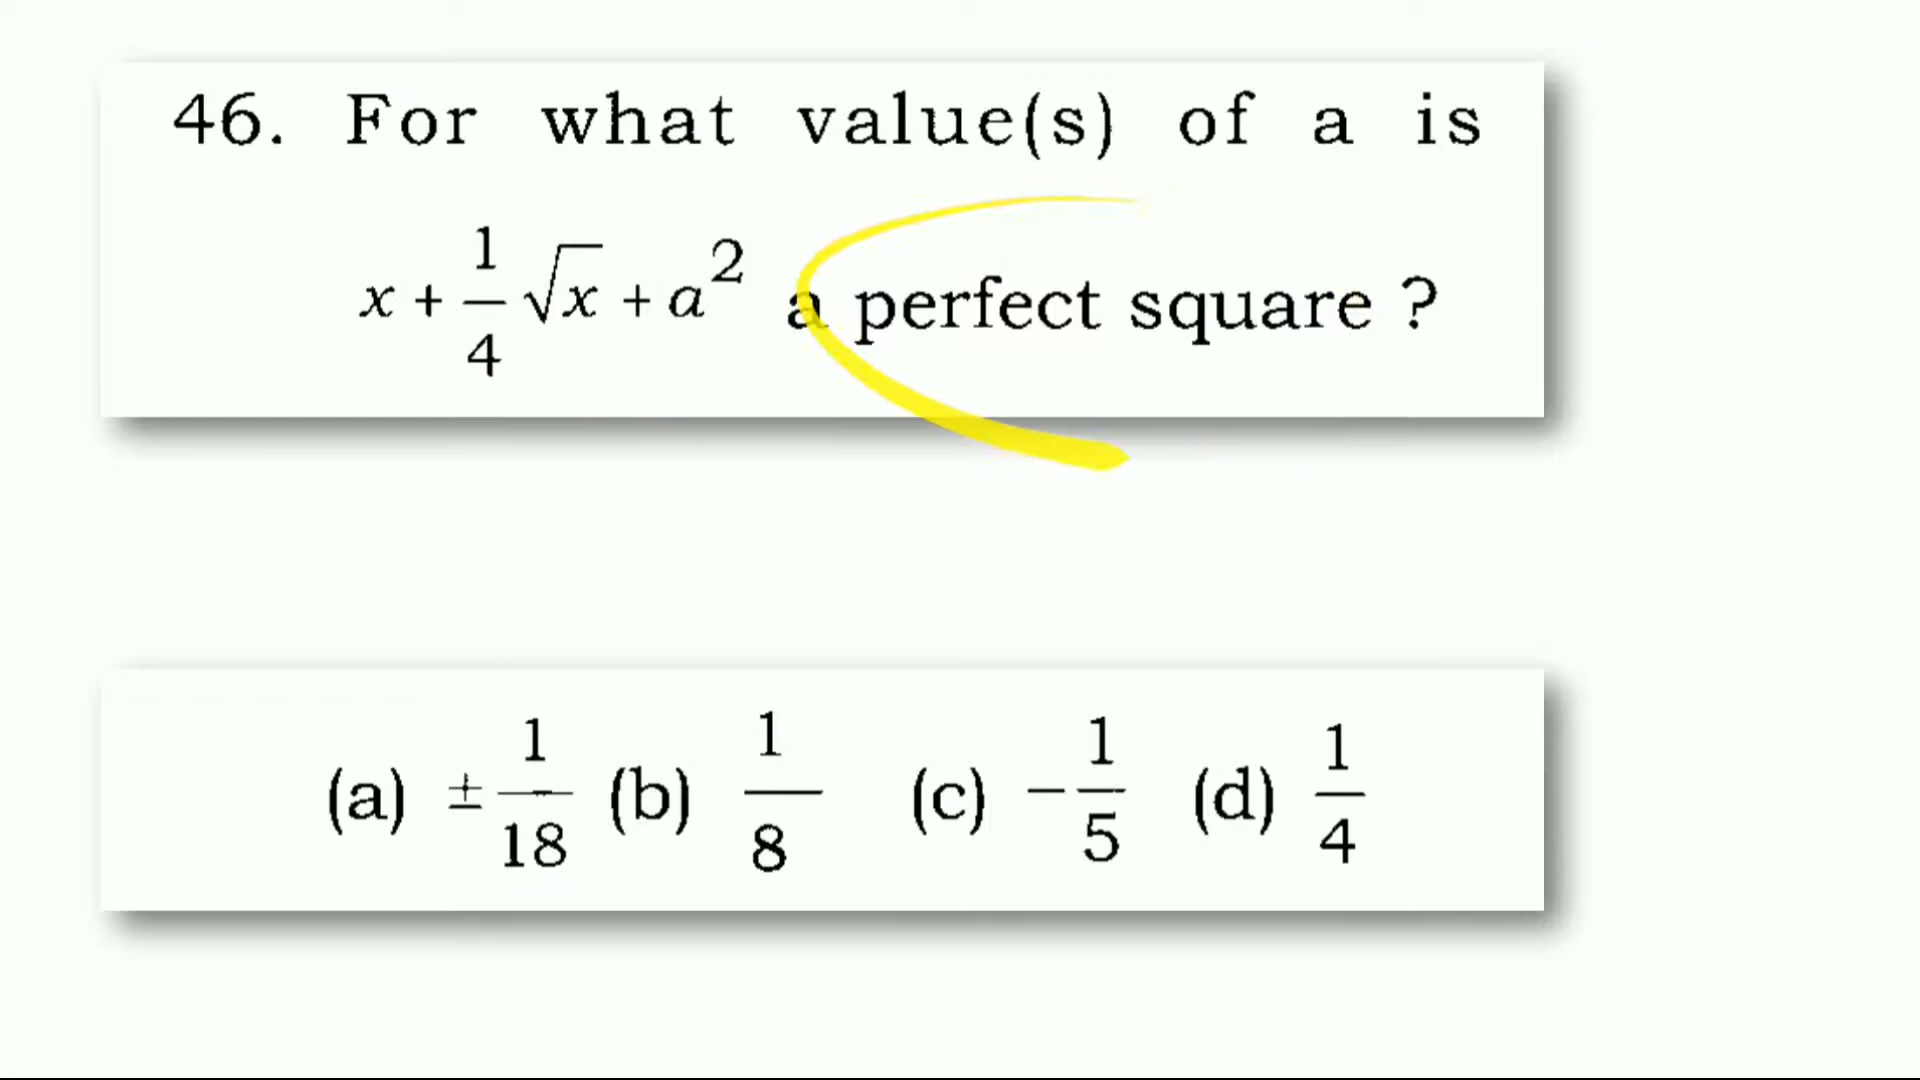 46. For what value(s) of a is
x + 1/4 √x + a² a perfect square ?
(a) ± 1/18 (b) 1/8 (c) − 1/5 (d) 1/4